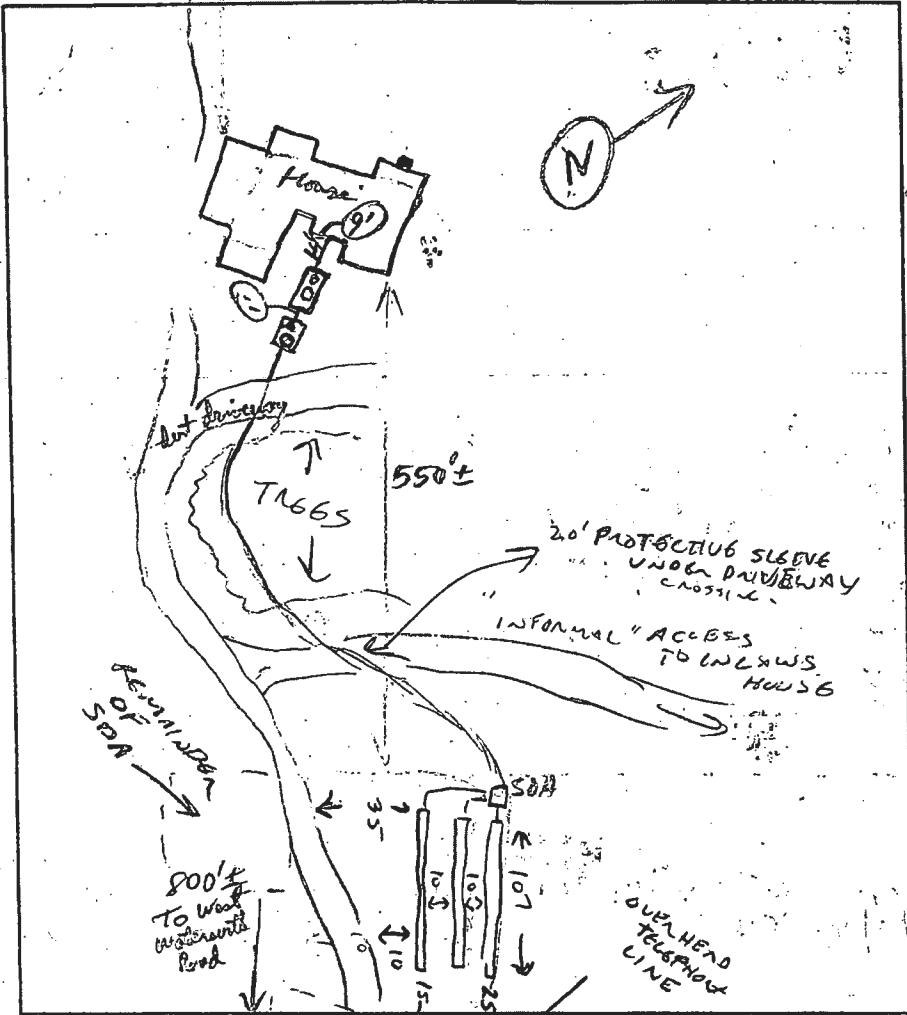 N
House
9'
dirt driveway
TREES
550'±
20' PROTECTIVE SLEEVE
UNDER DRIVEWAY
CROSSING.
"INFORMAL" ACCESS
TO INLAWS
HOUSE
REMAINDER
OF
SDA
SDA
35
107
10
10
10
15
25
800'±
To West
Road
OVERHEAD
TELEPHONE
LINE